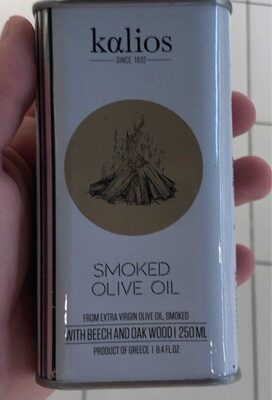 kalios
SINCE 1832
SMOKED
OLIVE OIL
FROM EXTRA VIRGIN OLIVE OIL, SMOKED
WITH BEECH AND OAK WOOD | 250 ML
PRODUCT OF GREECE | 8.4 FL.OZ